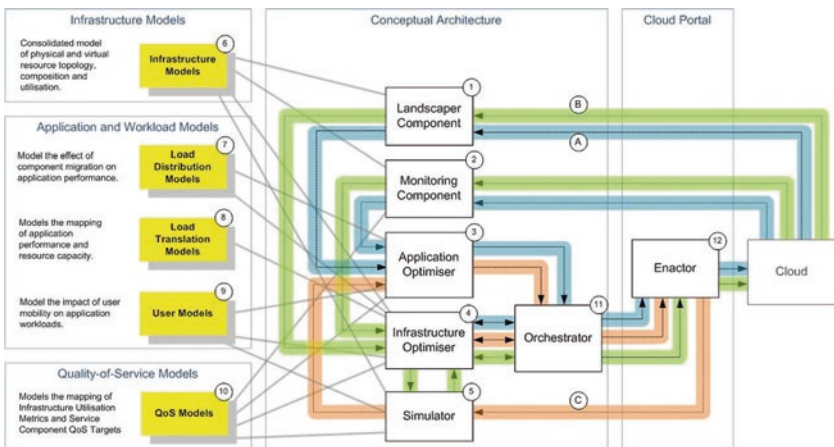 Infrastructure Models
Conceptual Architecture
Cloud Portal
Consolidated model
of physical and virtual
resource topology,
composition and
utilisation.
6
Infrastructure
Models
Application and Workload Models
Model the effect of
component migration on
application performance.
7
Load
Distribution
Models
Models the mapping
of application
performance and
resource capacity.
8
Load
Translation
Models
Model the impact of user
mobility on application
workloads.
9
User Models
Quality-of-Service Models
Models the mapping of
Infrastructure Utilisation
Metrics and Service
Component QoS Targets
10
QoS Models
1
Landscaper
Component
2
Monitoring
Component
3
Application
Optimiser
4
Infrastructure
Optimiser
5
Simulator
11
Orchestrator
B
A
C
12
Enactor
Cloud